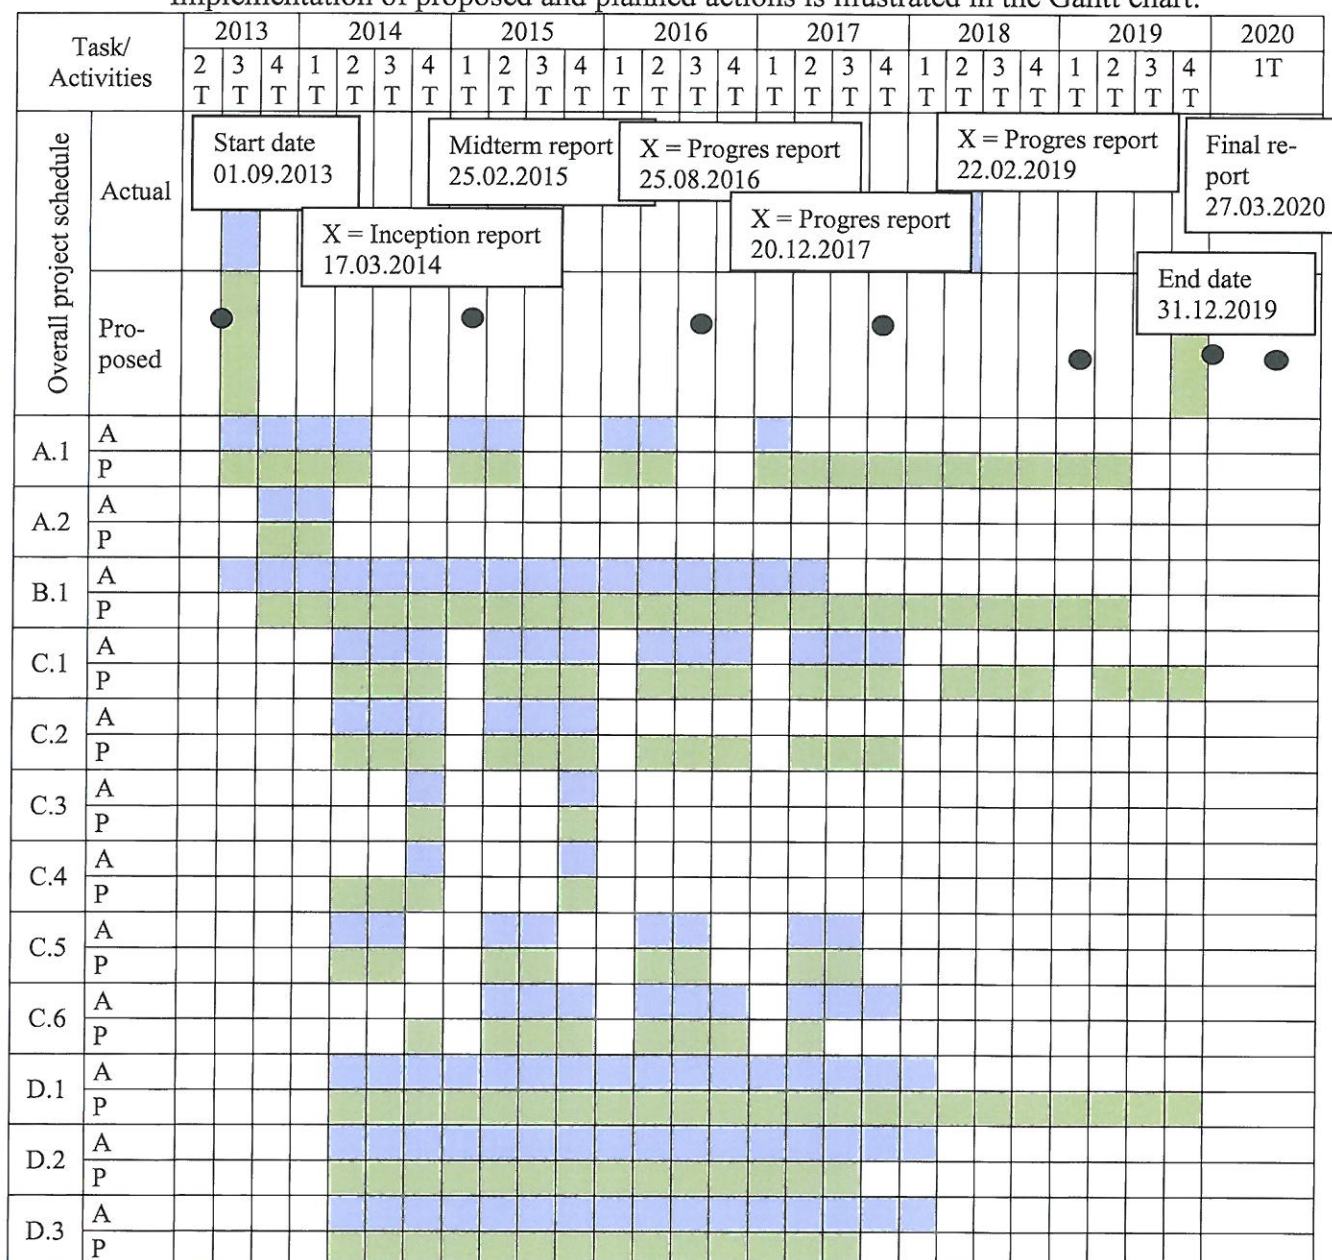 Implementation of proposed and planned actions is illustrated in the Gantt chart.
Task/
Activities
2013 2014 2015 2016 2017 2018 2019 2020
2 3 4 1 2 3 4 1 2 3 4 1 2 3 4 1 2 3 4 1 2 3 4 1 2 3 4 1T
T T T T T T T T T T T T T T T T T T T T T T T T T T T
Overall project schedule
Actual
Start date
01.09.2013
X = Inception report
17.03.2014
Midterm report
25.02.2015
X = Progres report
25.08.2016
X = Progres report
20.12.2017
X = Progres report
22.02.2019
Final re-
port
27.03.2020
End date
31.12.2019
Pro-
posed
A.1
A
P
A.2
A
P
B.1
A
P
C.1
A
P
C.2
A
P
C.3
A
P
C.4
A
P
C.5
A
P
C.6
A
P
D.1
A
P
D.2
A
P
D.3
A
P